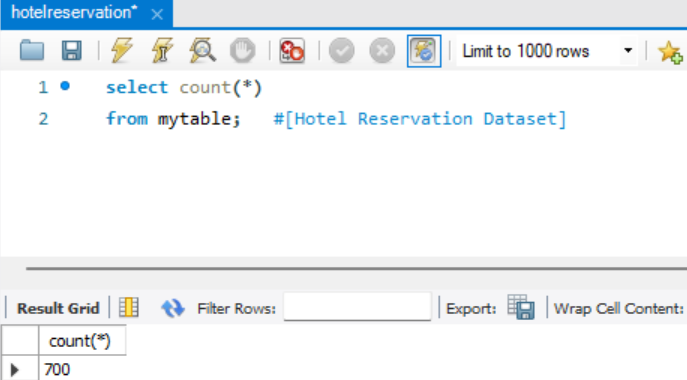 hotelreservation*
Limit to 1000 rows
1 select count(*)
2 from mytable; #[Hotel Reservation Dataset]
Result Grid Filter Rows: Export: Wrap Cell Content:
count(*)
700